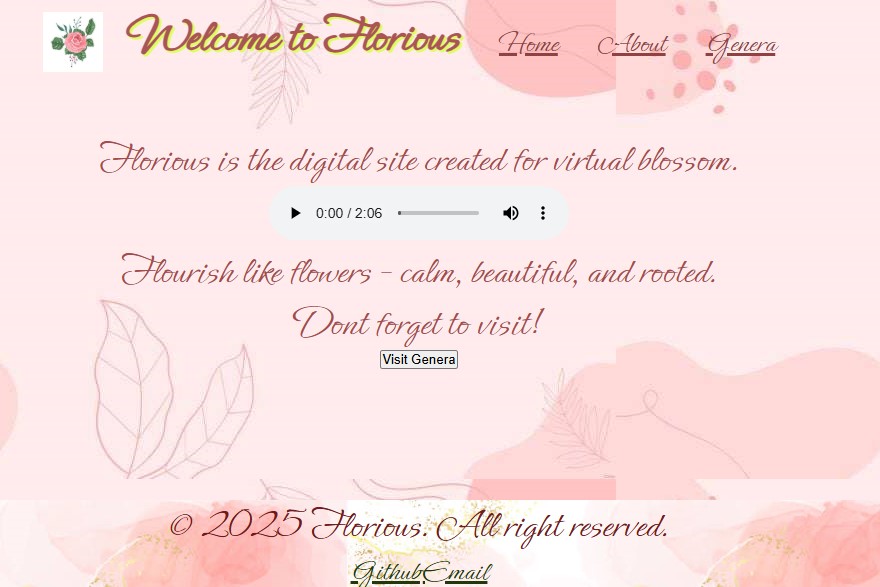 Welcome to Florious
Home About Genera
Florious is the digital site created for virtual blossom.
0:00 / 2:06
Flourish like flowers - calm, beautiful, and rooted.
Dont forget to visit!
Visit Genera
© 2025 Florious. All right reserved.
GithubEmail